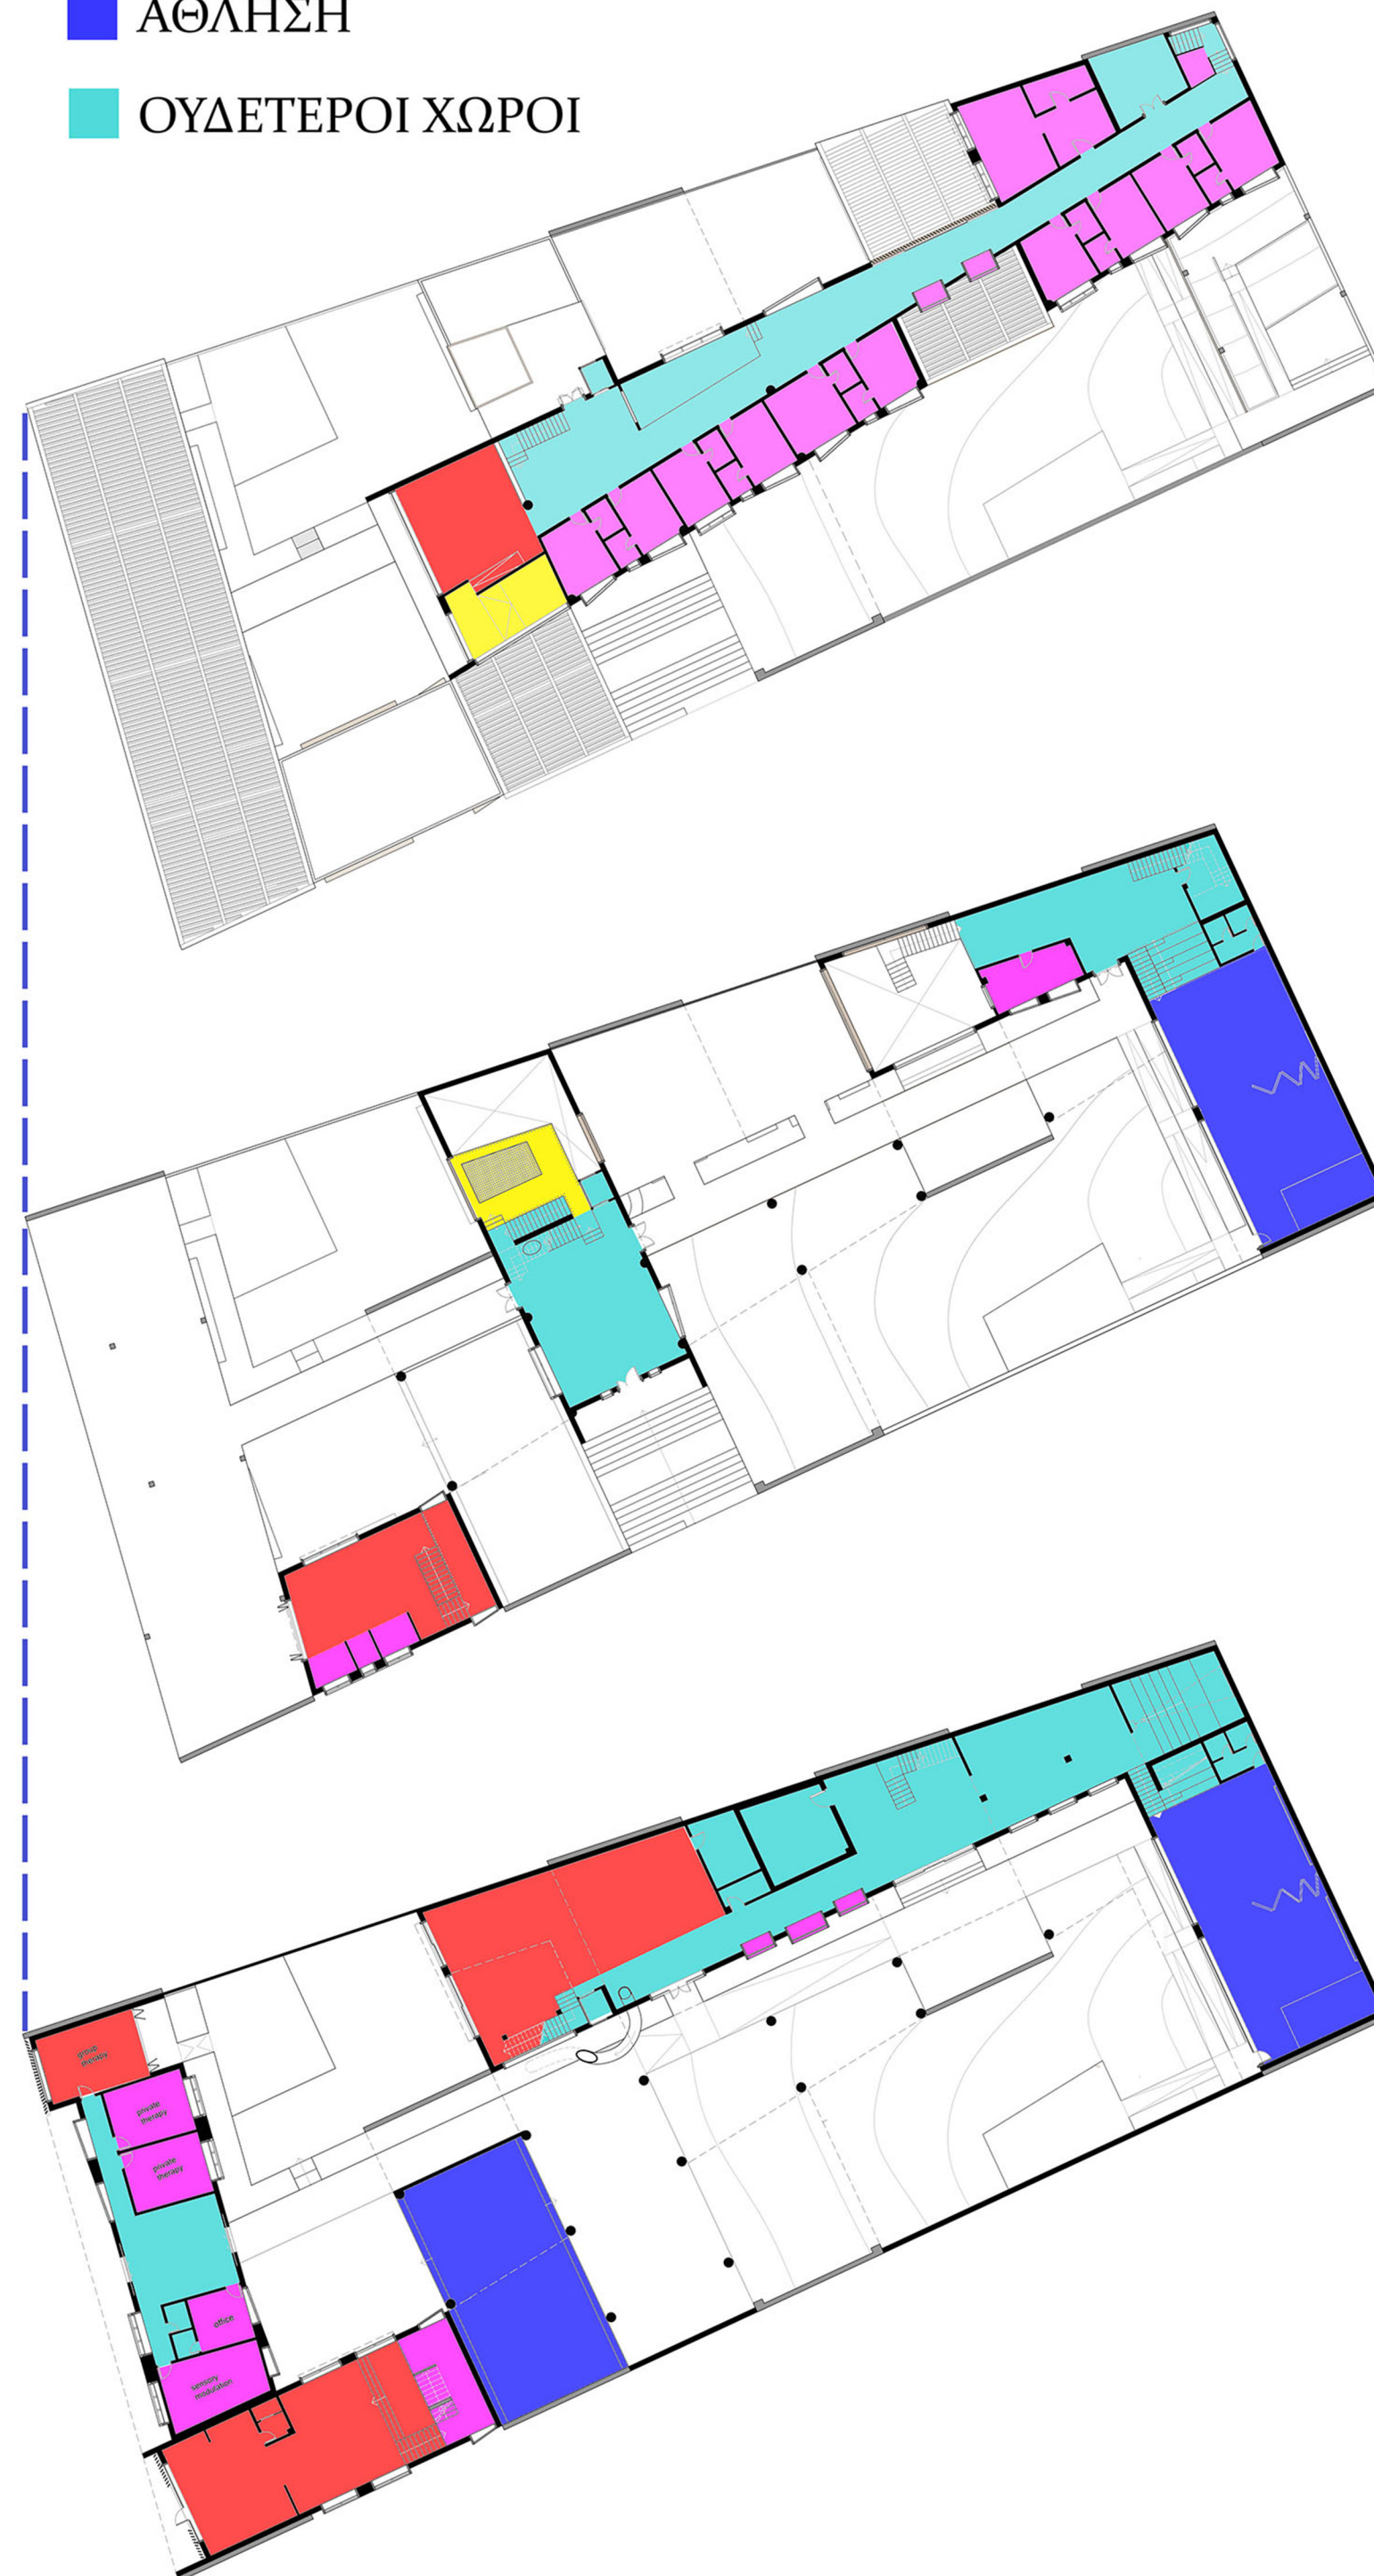 ΑΘΛΗΣΗ
ΟΥΔΕΤΕΡΟΙ ΧΩΡΟΙ
group
therapy
private
therapy
private
therapy
office
sensory
modulation